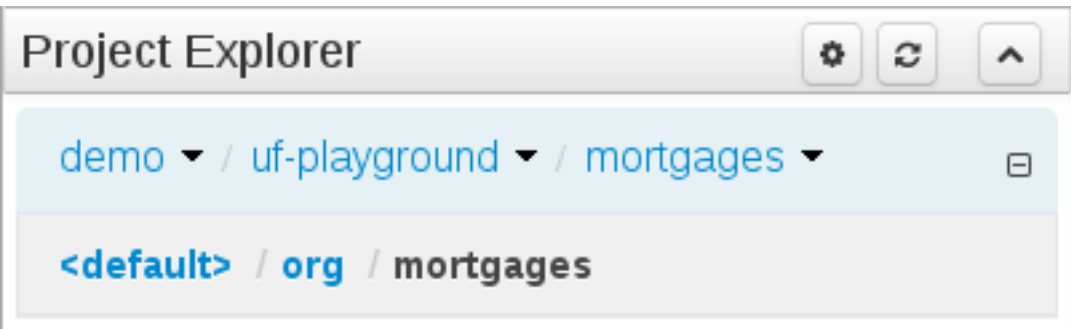 Project Explorer
demo / uf-playground / mortgages
<default> / org / mortgages